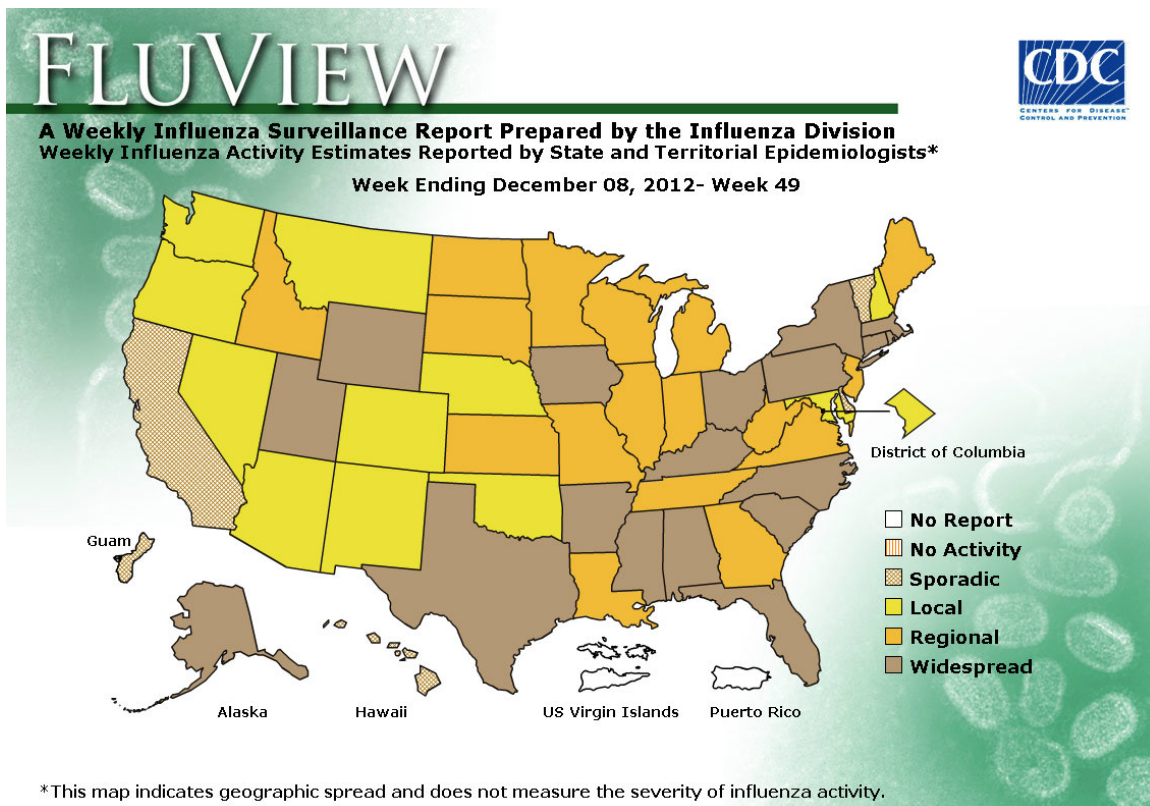 FLUVIEW
CDC
CENTERS FOR DISEASE™
CONTROL AND PREVENTION
A Weekly Influenza Surveillance Report Prepared by the Influenza Division
Weekly Influenza Activity Estimates Reported by State and Territorial Epidemiologists*
Week Ending December 08, 2012- Week 49
District of Columbia
No Report
No Activity
Sporadic
Local
Regional
Widespread
Guam
Alaska
Hawaii
US Virgin Islands
Puerto Rico
*This map indicates geographic spread and does not measure the severity of influenza activity.